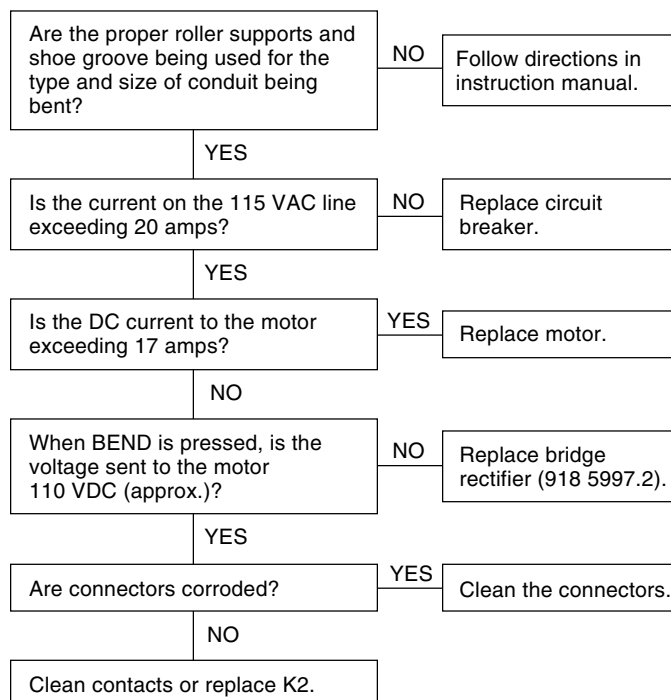 Are the proper roller supports and
shoe groove being used for the
type and size of conduit being
bent?
NO
Follow directions in
instruction manual.
YES
Is the current on the 115 VAC line
exceeding 20 amps?
NO
Replace circuit
breaker.
YES
Is the DC current to the motor
exceeding 17 amps?
YES
Replace motor.
NO
When BEND is pressed, is the
voltage sent to the motor
110 VDC (approx.)?
NO
Replace bridge
rectifier (918 5997.2).
YES
Are connectors corroded?
YES
Clean the connectors.
NO
Clean contacts or replace K2.